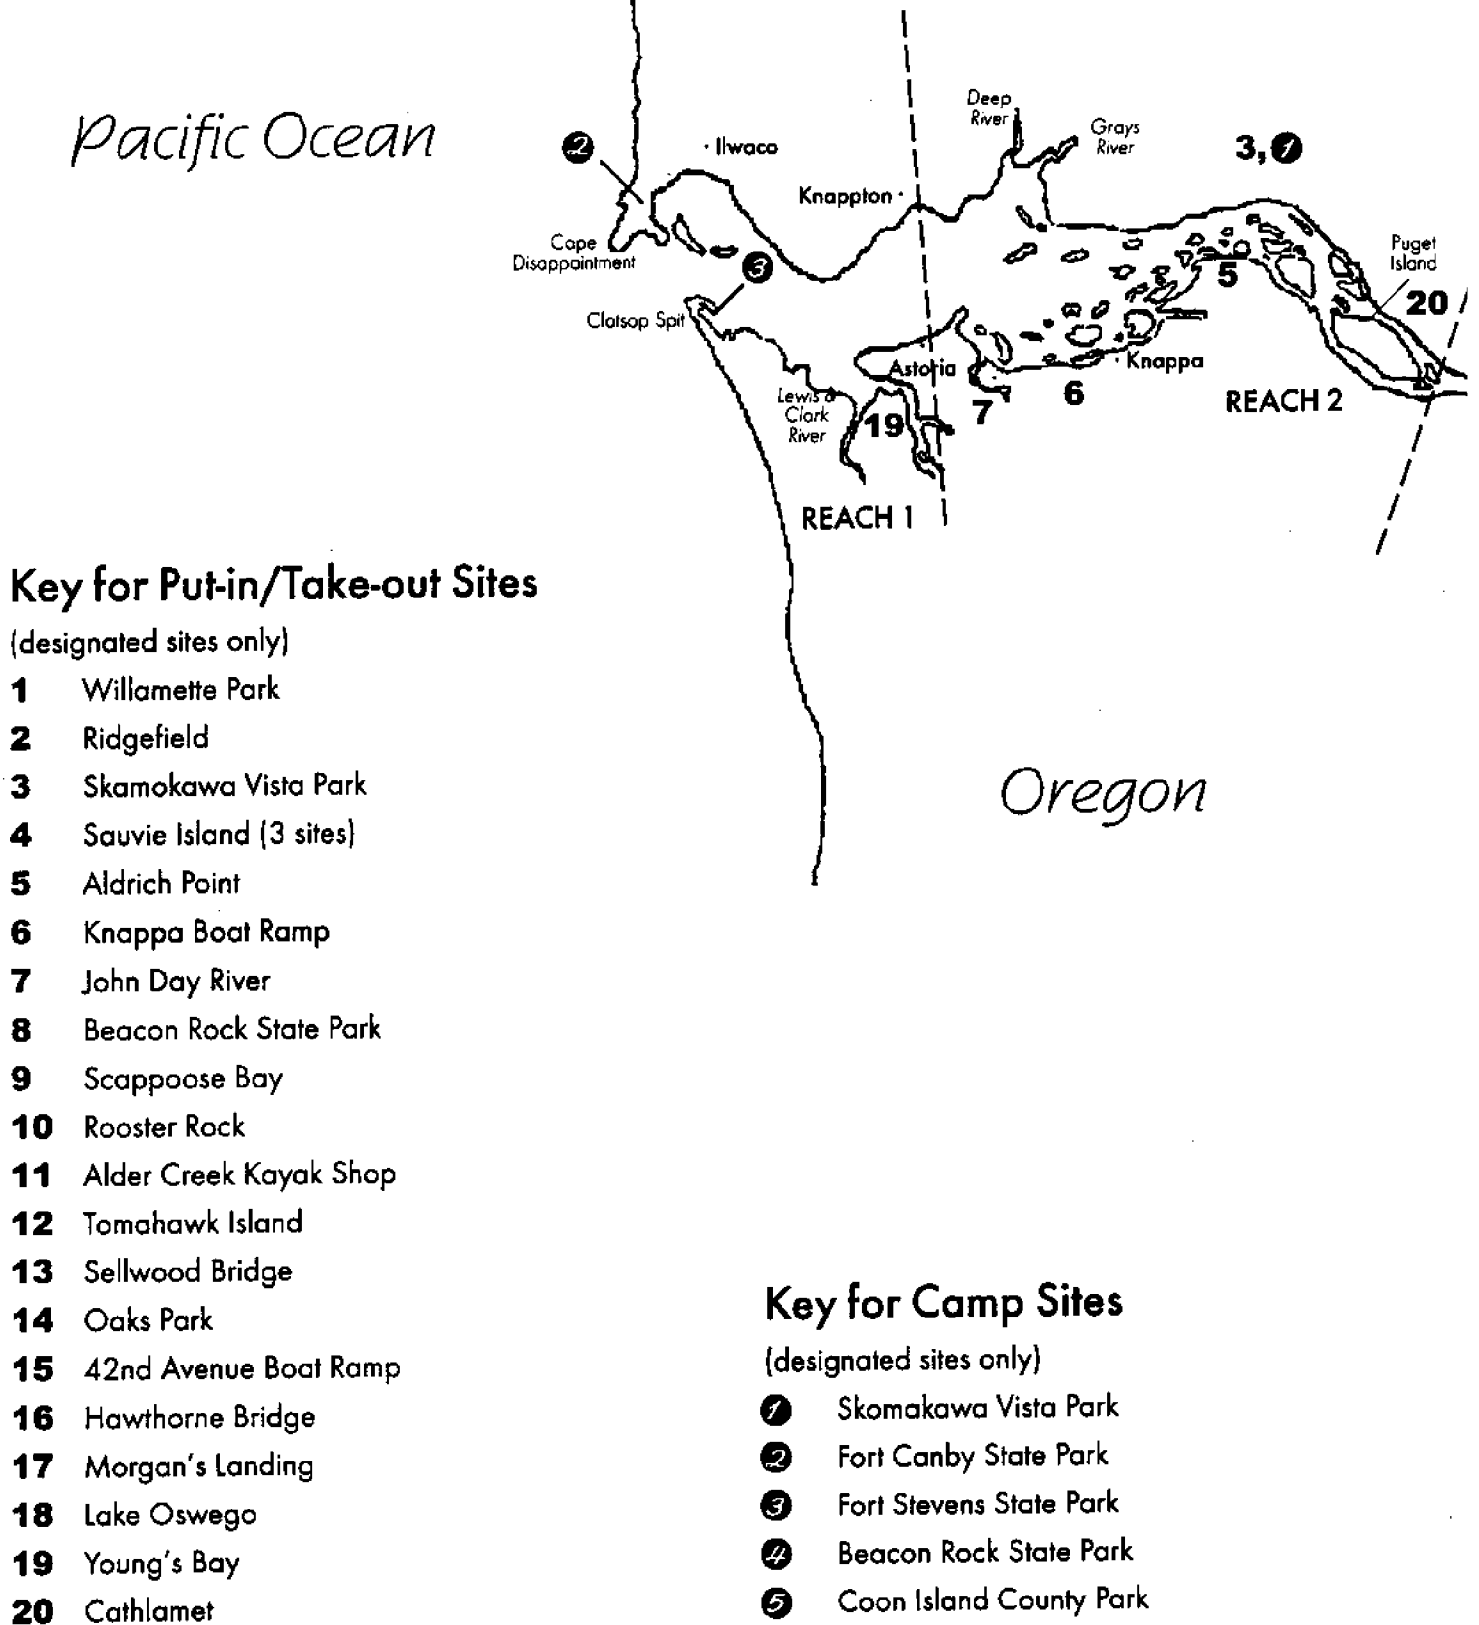 Pacific Ocean
2
Ilwaco
Knappton
Deep
River
Grays
River
3, 1
Cape
Disappointment
3
Clatsop Spit
5
Puget
Island
20
Astoria
Knappa
Lewis &
Clark
River
19
7
6
REACH 2
REACH 1
Oregon
Key for Put-in/Take-out Sites
(designated sites only)
1 Willamette Park
2 Ridgefield
3 Skamokawa Vista Park
4 Sauvie Island (3 sites)
5 Aldrich Point
6 Knappa Boat Ramp
7 John Day River
8 Beacon Rock State Park
9 Scappoose Bay
10 Rooster Rock
11 Alder Creek Kayak Shop
12 Tomahawk Island
13 Sellwood Bridge
14 Oaks Park
15 42nd Avenue Boat Ramp
16 Hawthorne Bridge
17 Morgan's Landing
18 Lake Oswego
19 Young's Bay
20 Cathlamet
Key for Camp Sites
(designated sites only)
1 Skomakawa Vista Park
2 Fort Canby State Park
3 Fort Stevens State Park
4 Beacon Rock State Park
5 Coon Island County Park